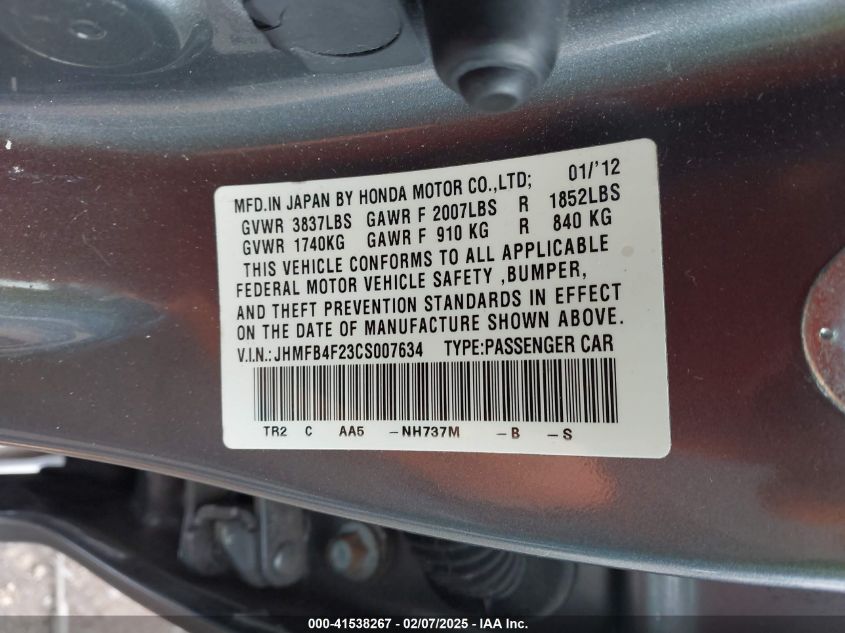 MFD.IN JAPAN BY HONDA MOTOR CO.,LTD; 01/'12
GVWR 3837LBS GAWR F 2007LBS R 1852LBS
GVWR 1740KG GAWR F 910 KG R 840 KG
THIS VEHICLE CONFORMS TO ALL APPLICABLE
FEDERAL MOTOR VEHICLE SAFETY ,BUMPER,
AND THEFT PREVENTION STANDARDS IN EFFECT
ON THE DATE OF MANUFACTURE SHOWN ABOVE.
V.I.N.:JHMFB4F23CS007634 TYPE:PASSENGER CAR
TR2 C AA5 -NH737M -B -S
000-41538267 - 02/07/2025 - IAA Inc.